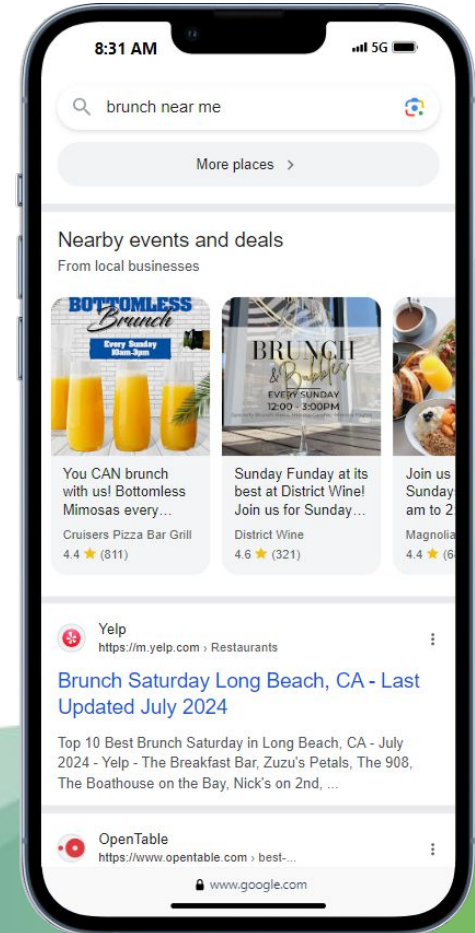 8:31 AM
5G
brunch near me
More places >
Nearby events and deals
From local businesses
BOTTOMLESS
Brunch
Every Sunday
10am-3pm
You CAN brunch
with us! Bottomless
Mimosas every...
Cruisers Pizza Bar Grill
4.4 ★ (811)
BRUNCH
& Bubbles
EVERY SUNDAY
12:00 - 3:00PM
Sunday Funday at its
best at District Wine!
Join us for Sunday...
District Wine
4.6 ★ (321)
Join us
Sunday
am to 2
Magnolia
4.4 ★ (6
Yelp
https://m.yelp.com › Restaurants
Brunch Saturday Long Beach, CA - Last
Updated July 2024
Top 10 Best Brunch Saturday in Long Beach, CA - July
2024 - Yelp - The Breakfast Bar, Zuzu's Petals, The 908,
The Boathouse on the Bay, Nick's on 2nd, ...
OpenTable
https://www.opentable.com › best-...
www.google.com